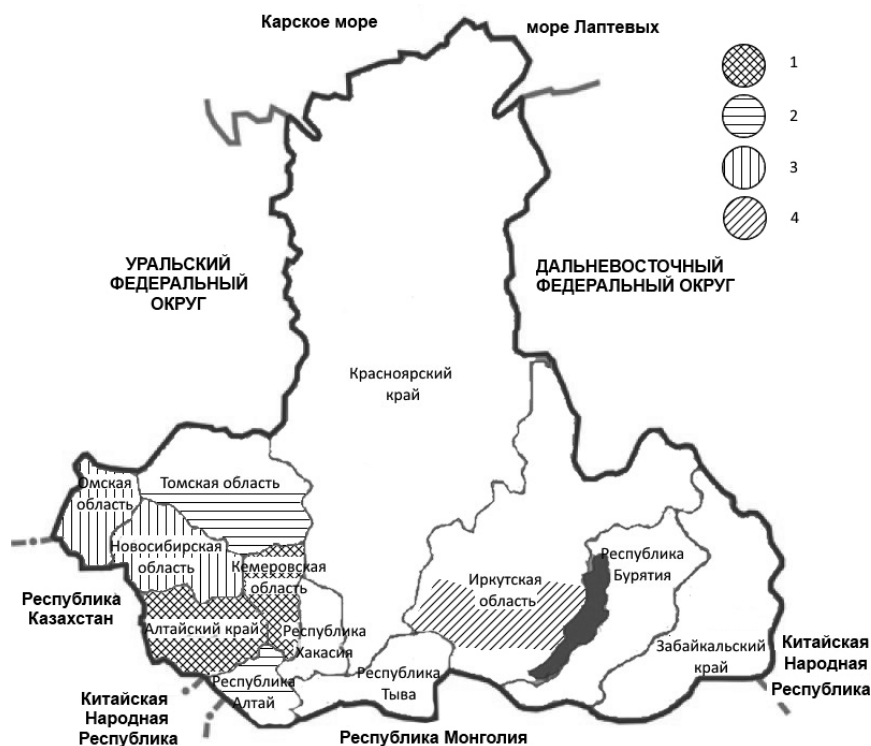 Карское море
море Лаптевых
1
2
3
4
УРАЛЬСКИЙ
ФЕДЕРАЛЬНЫЙ
ОКРУГ
ДАЛЬНЕВОСТОЧНЫЙ
ФЕДЕРАЛЬНЫЙ ОКРУГ
Красноярский
край
Омская
область
Томская область
Новосибирская
область
Кемеровская
область
Республика
Казахстан
Алтайский край
Республика
Хакасия
Иркутская
область
Республика
Бурятия
Забайкальский
край
Китайская
Народная
Республика
Республика
Алтай
Республика
Тыва
Китайская
Народная
Республика
Республика Монголия